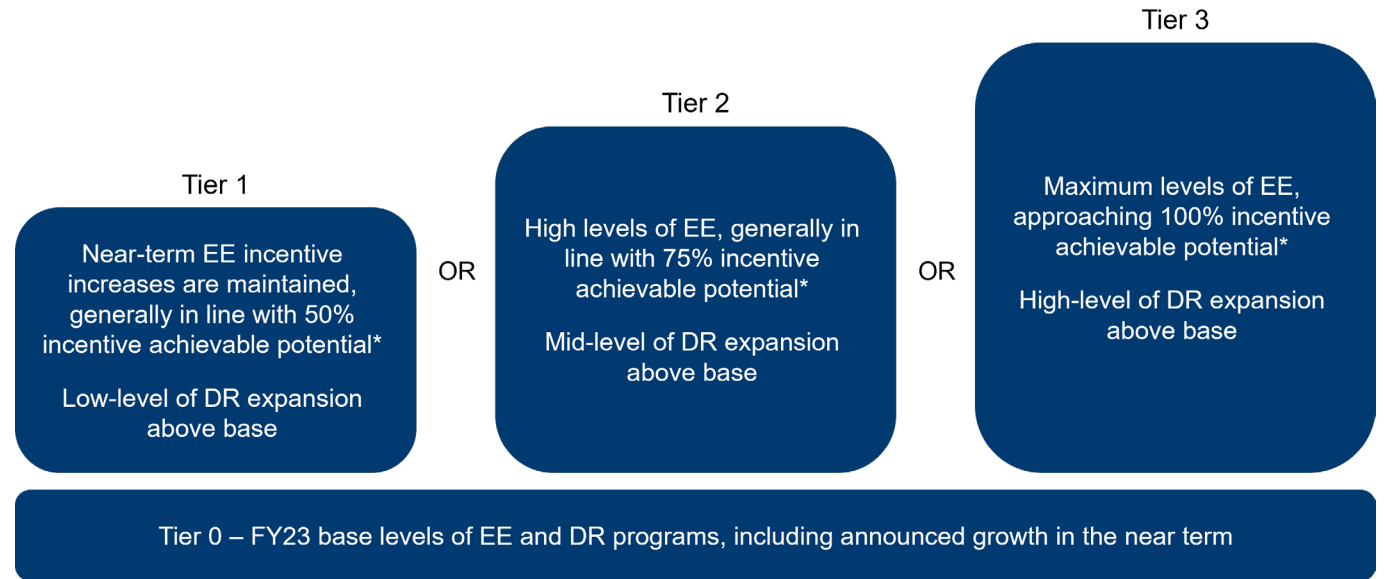 Tier 1
Near-term EE incentive
increases are maintained,
generally in line with 50%
incentive achievable potential*
Low-level of DR expansion
above base
OR
Tier 2
High levels of EE, generally in
line with 75% incentive
achievable potential*
Mid-level of DR expansion
above base
OR
Tier 3
Maximum levels of EE,
approaching 100% incentive
achievable potential*
High-level of DR expansion
above base
Tier 0 – FY23 base levels of EE and DR programs, including announced growth in the near term